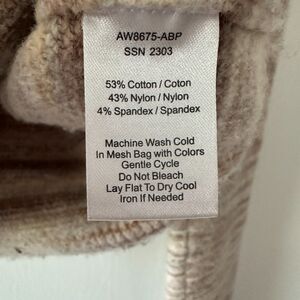 AW8675-ABP
SSN 2303
53% Cotton / Coton
43% Nylon / Nylon
4% Spandex / Spandex
Machine Wash Cold
In Mesh Bag with Colors
Gentle Cycle
Do Not Bleach
Lay Flat To Dry Cool
Iron If Needed